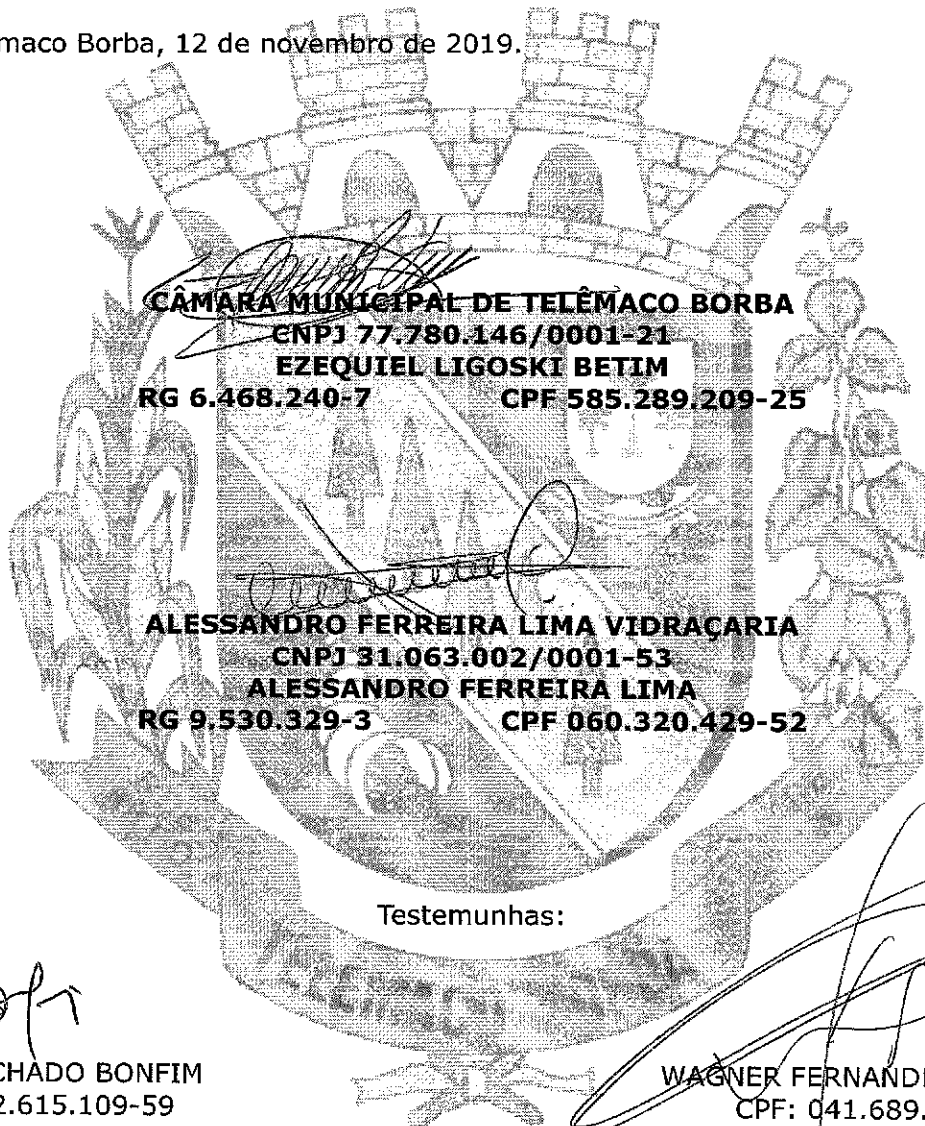 maco Borba, 12 de novembro de 2019.
CÂMARA MUNICIPAL DE TELÊMACO BORBA
CNPJ 77.780.146/0001-21
EZEQUIEL LIGOSKI BETIM
RG 6.468.240-7 CPF 585.289.209-25
ALESSANDRO FERREIRA LIMA VIDRAÇARIA
CNPJ 31.063.002/0001-53
ALESSANDRO FERREIRA LIMA
RG 9.530.329-3 CPF 060.320.429-52
Testemunhas:
CHADO BONFIM WAGNER FERNAND
2.615.109-59 CPF: 041.689.